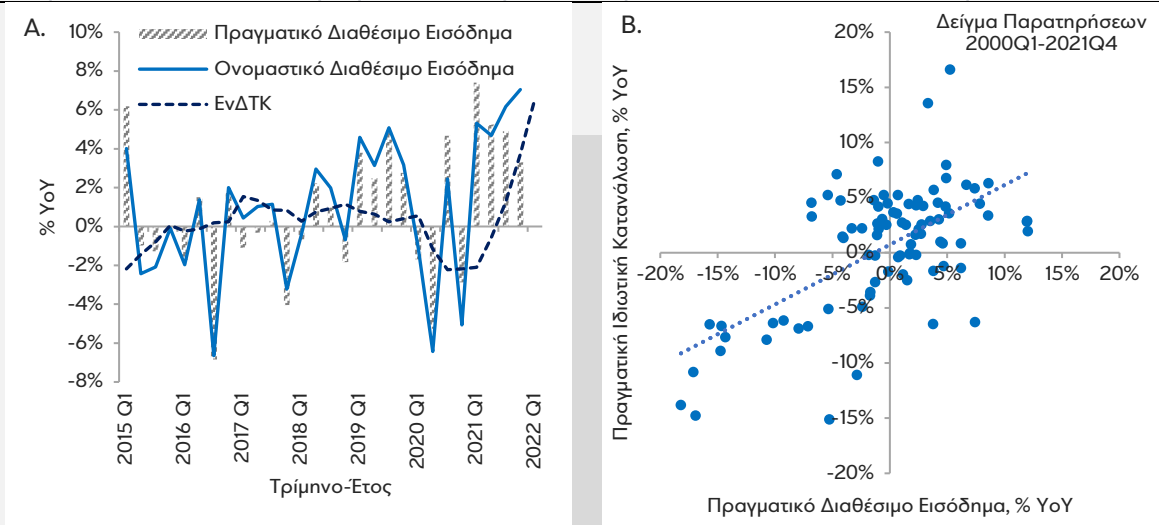 A.
Πραγματικό Διαθέσιμο Εισόδημα
Ονομαστικό Διαθέσιμο Εισόδημα
ΕνΔΤΚ
% YoY
10%
8%
6%
4%
2%
0%
-2%
-4%
-6%
-8%
2015 Q1
2016 Q1
2017 Q1
2018 Q1
2019 Q1
2020 Q1
2021 Q1
2022 Q1
Τρίμηνο-Έτος
B.
Δείγμα Παρατηρήσεων
2000Q1-2021Q4
Πραγματική Ιδιωτική Κατανάλωση, % YoY
20%
15%
10%
5%
0%
-5%
-10%
-15%
-20%
-20%
-15%
-10%
-5%
0%
5%
10%
15%
20%
Πραγματικό Διαθέσιμο Εισόδημα, % YoY